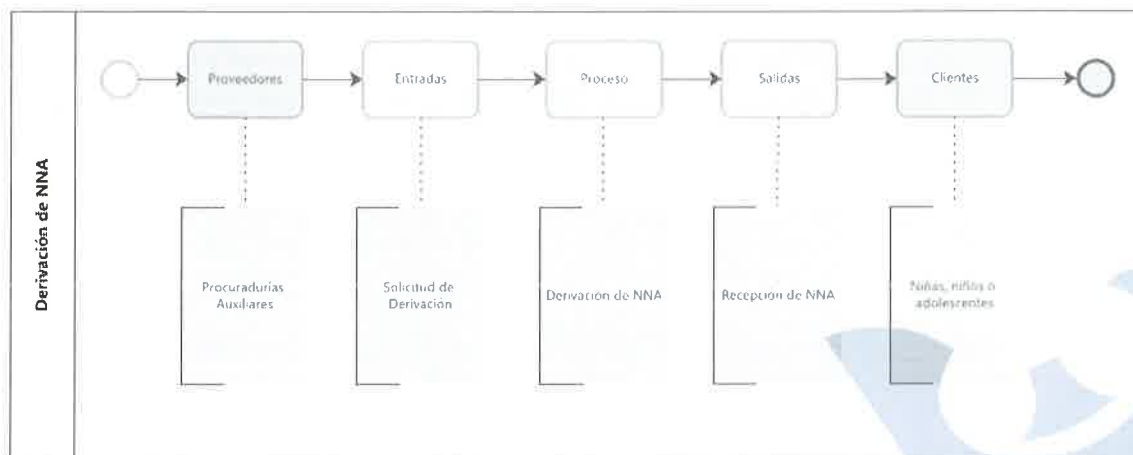 Derivación de NNA
Proveedores
Entradas
Proceso
Salidas
Clientes
Procuradurías
Auxiliares
Solicitud de
Derivación
Derivación de NNA
Recepción de NNA
Niñas, niños o
adolescentes